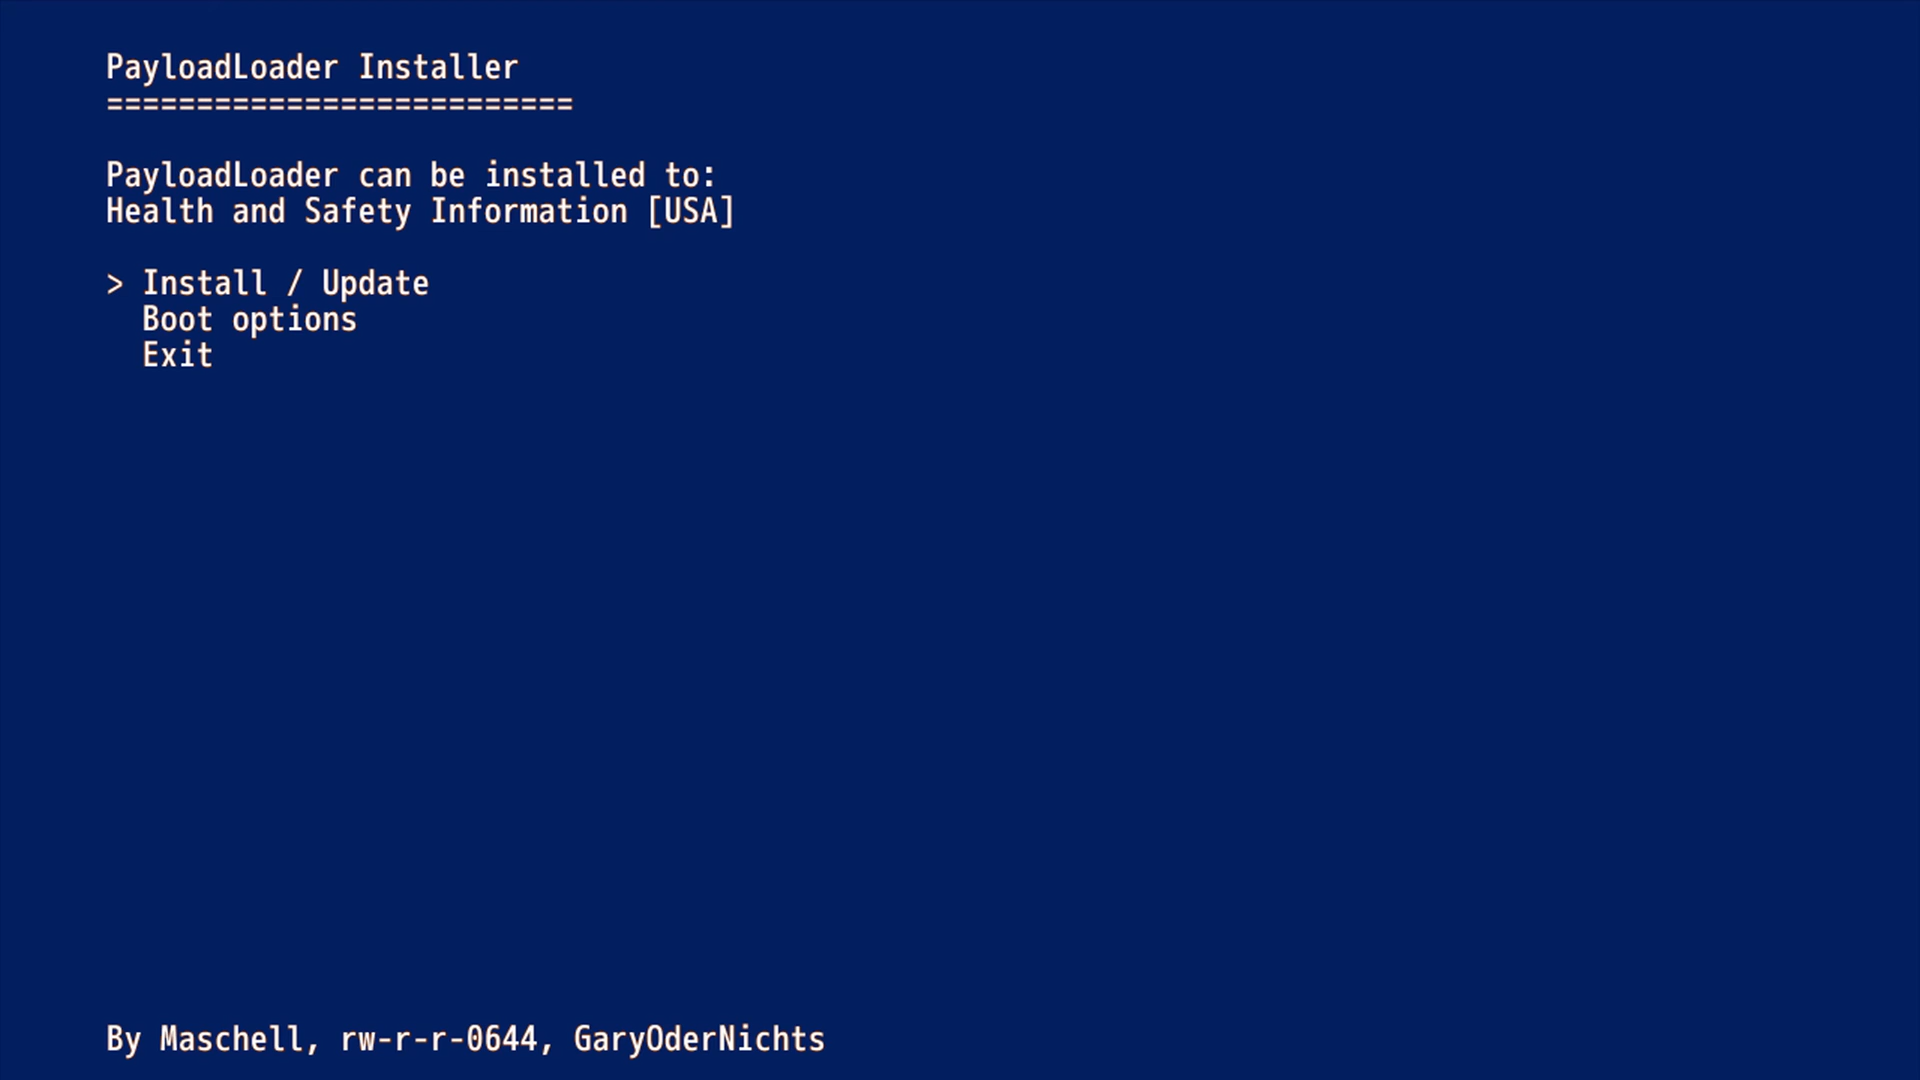 PayloadLoader Installer
==========================
PayloadLoader can be installed to:
Health and Safety Information [USA]
> Install / Update
Boot options
Exit
By Maschell, rw-r-r-0644, GaryOderNichts